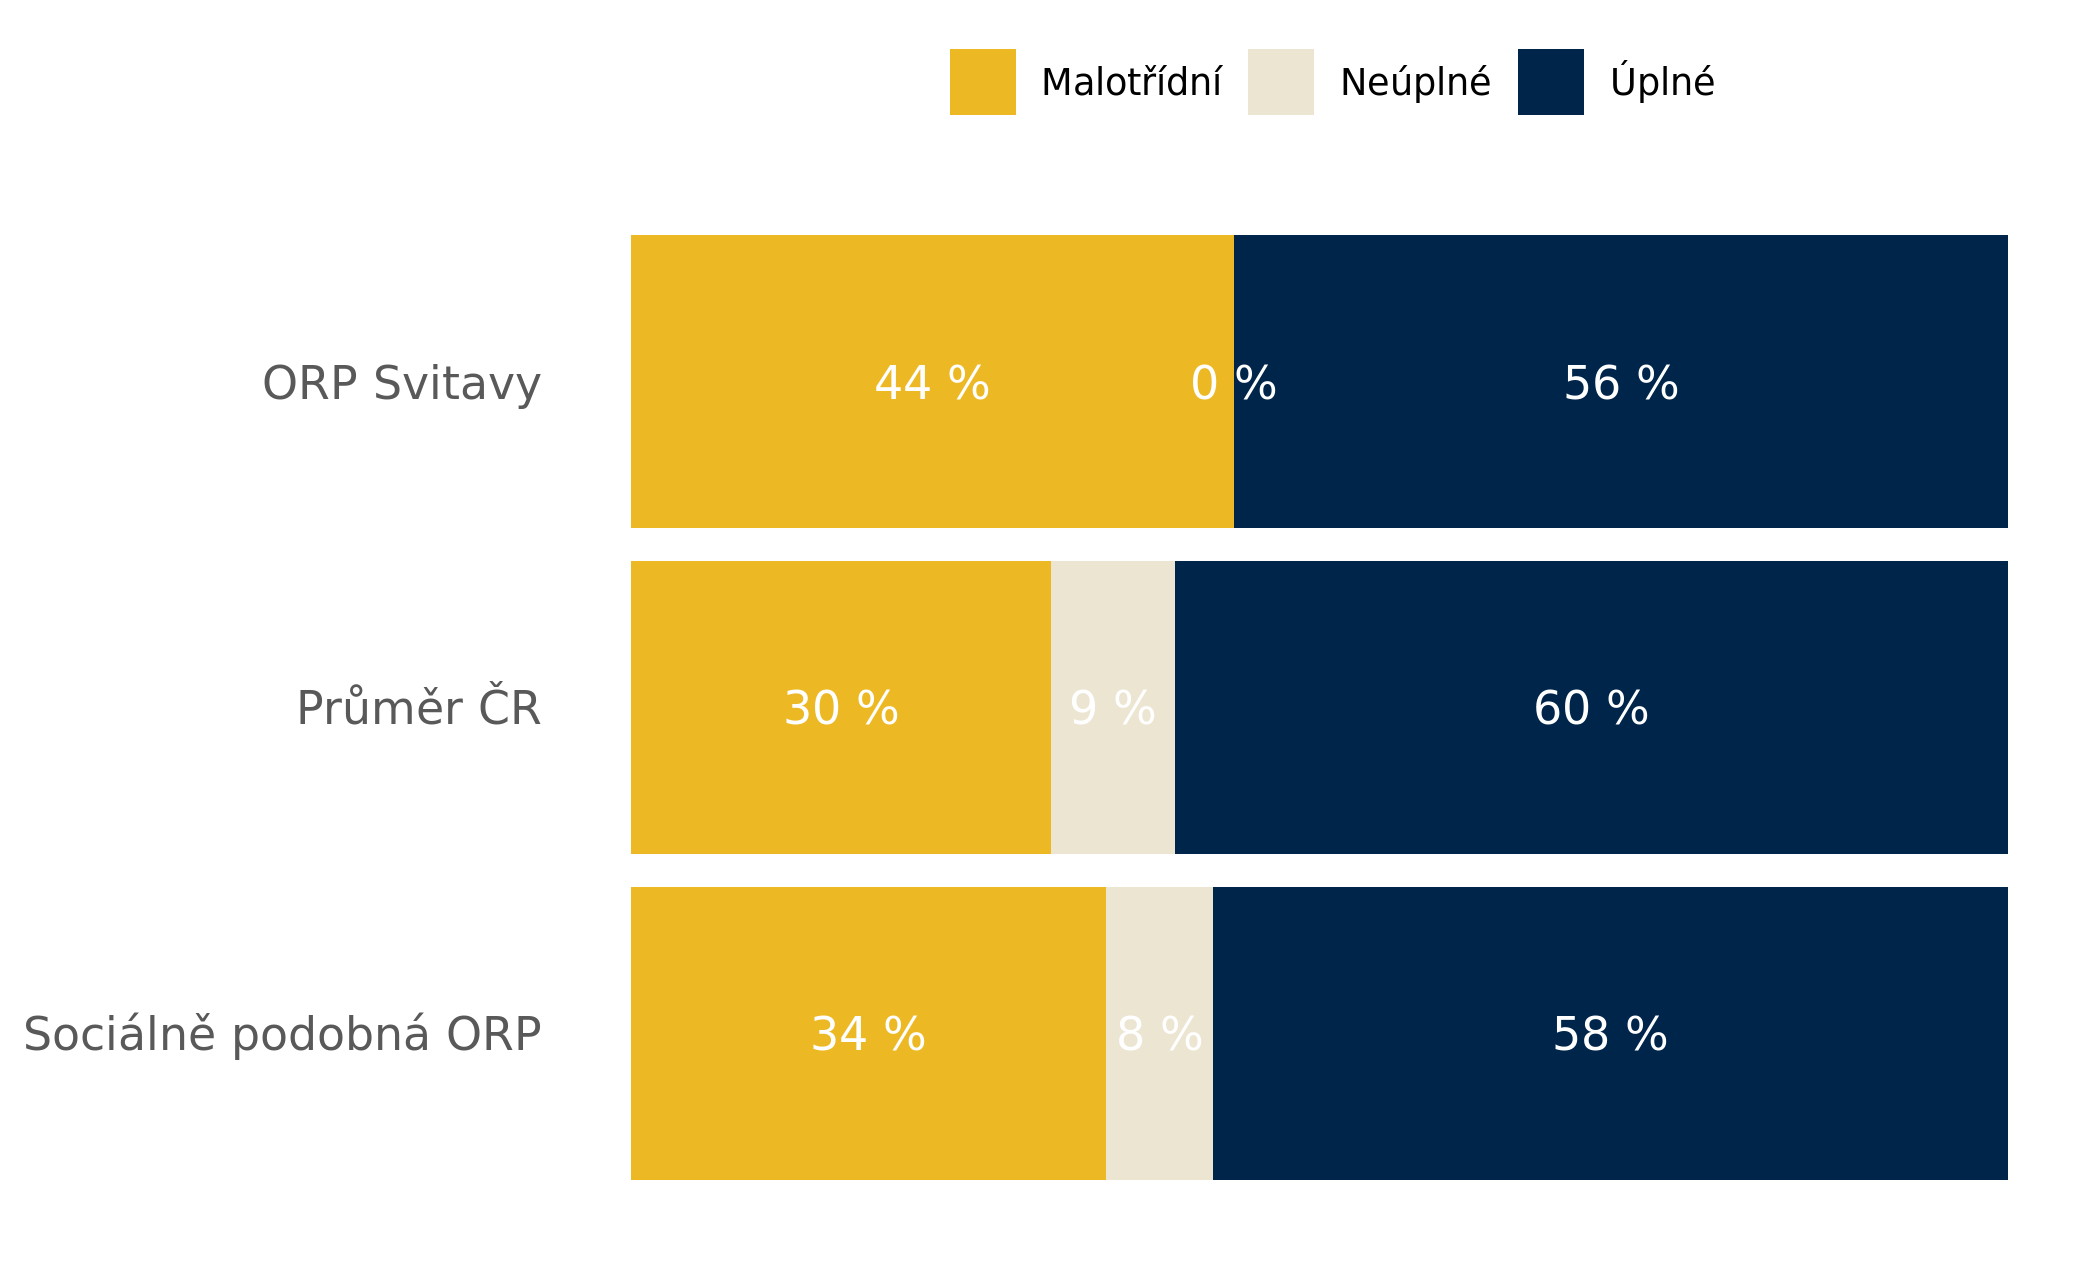 Malotřídní Neúplné Úplné
ORP Svitavy 44 % 0 % 56 %
Průměr ČR 30 % 9 % 60 %
Sociálně podobná ORP 34 % 8 % 58 %